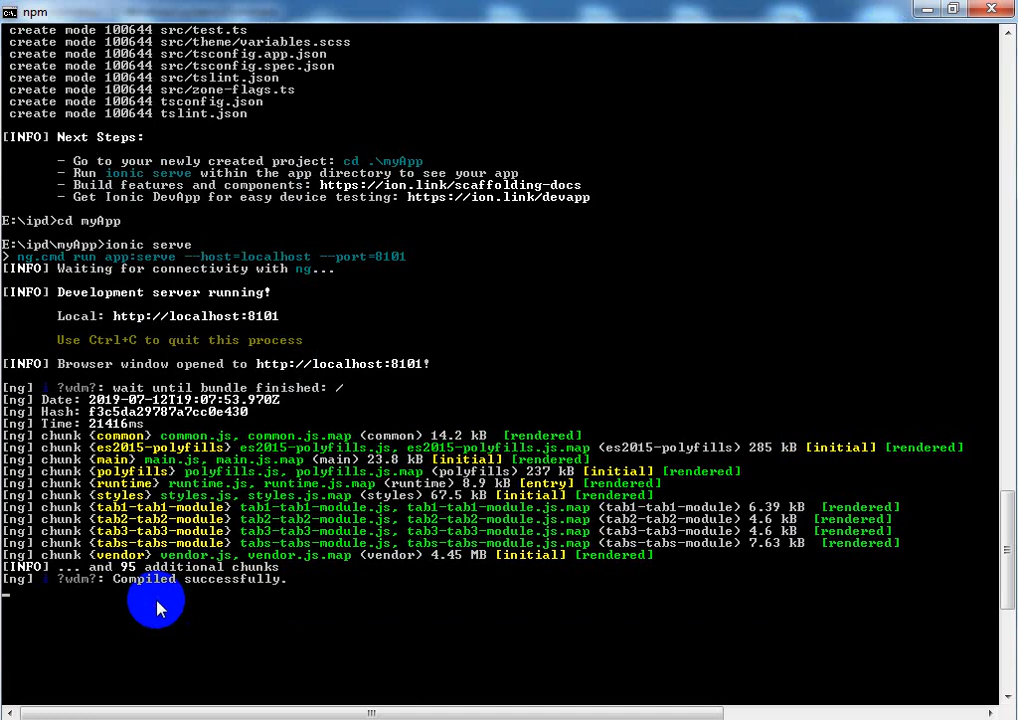 npm
create mode 100644 src/test.ts
create mode 100644 src/theme/variables.scss
create mode 100644 src/tsconfig.app.json
create mode 100644 src/tsconfig.spec.json
create mode 100644 src/tslint.json
create mode 100644 src/zone-flags.ts
create mode 100644 tsconfig.json
create mode 100644 tslint.json
[INFO] Next Steps:
- Go to your newly created project: cd .\myApp
- Run ionic serve within the app directory to see your app
- Build features and components: https://ion.link/scaffolding-docs
- Get Ionic DevApp for easy device testing: https://ion.link/devapp
E:\ipd>cd myApp
E:\ipd\myApp>ionic serve
> ng.cmd run app:serve --host=localhost --port=8101
[INFO] Waiting for connectivity with ng...
[INFO] Development server running!
Local: http://localhost:8101
Use Ctrl+C to quit this process
[INFO] Browser window opened to http://localhost:8101!
[ng] i ?wdm?: wait until bundle finished: /
[ng] Date: 2019-07-12T19:07:53.970Z
[ng] Hash: f3c5da29787a7cc0e430
[ng] Time: 21416ms
[ng] chunk {common} common.js, common.js.map (common) 14.2 kB [rendered]
[ng] chunk {es2015-polyfills} es2015-polyfills.js, es2015-polyfills.js.map (es2015-polyfills) 285 kB [initial] [rendered]
[ng] chunk {main} main.js, main.js.map (main) 23.8 kB [initial] [rendered]
[ng] chunk {polyfills} polyfills.js, polyfills.js.map (polyfills) 237 kB [initial] [rendered]
[ng] chunk {runtime} runtime.js, runtime.js.map (runtime) 8.9 kB [entry] [rendered]
[ng] chunk {styles} styles.js, styles.js.map (styles) 67.5 kB [initial] [rendered]
[ng] chunk {tab1-tab1-module} tab1-tab1-module.js, tab1-tab1-module.js.map (tab1-tab1-module) 6.39 kB [rendered]
[ng] chunk {tab2-tab2-module} tab2-tab2-module.js, tab2-tab2-module.js.map (tab2-tab2-module) 4.6 kB [rendered]
[ng] chunk {tab3-tab3-module} tab3-tab3-module.js, tab3-tab3-module.js.map (tab3-tab3-module) 4.6 kB [rendered]
[ng] chunk {tabs-tabs-module} tabs-tabs-module.js, tabs-tabs-module.js.map (tabs-tabs-module) 7.63 kB [rendered]
[ng] chunk {vendor} vendor.js, vendor.js.map (vendor) 4.45 MB [initial] [rendered]
[INFO] ... and 95 additional chunks
[ng] i ?wdm?: Compiled successfully.